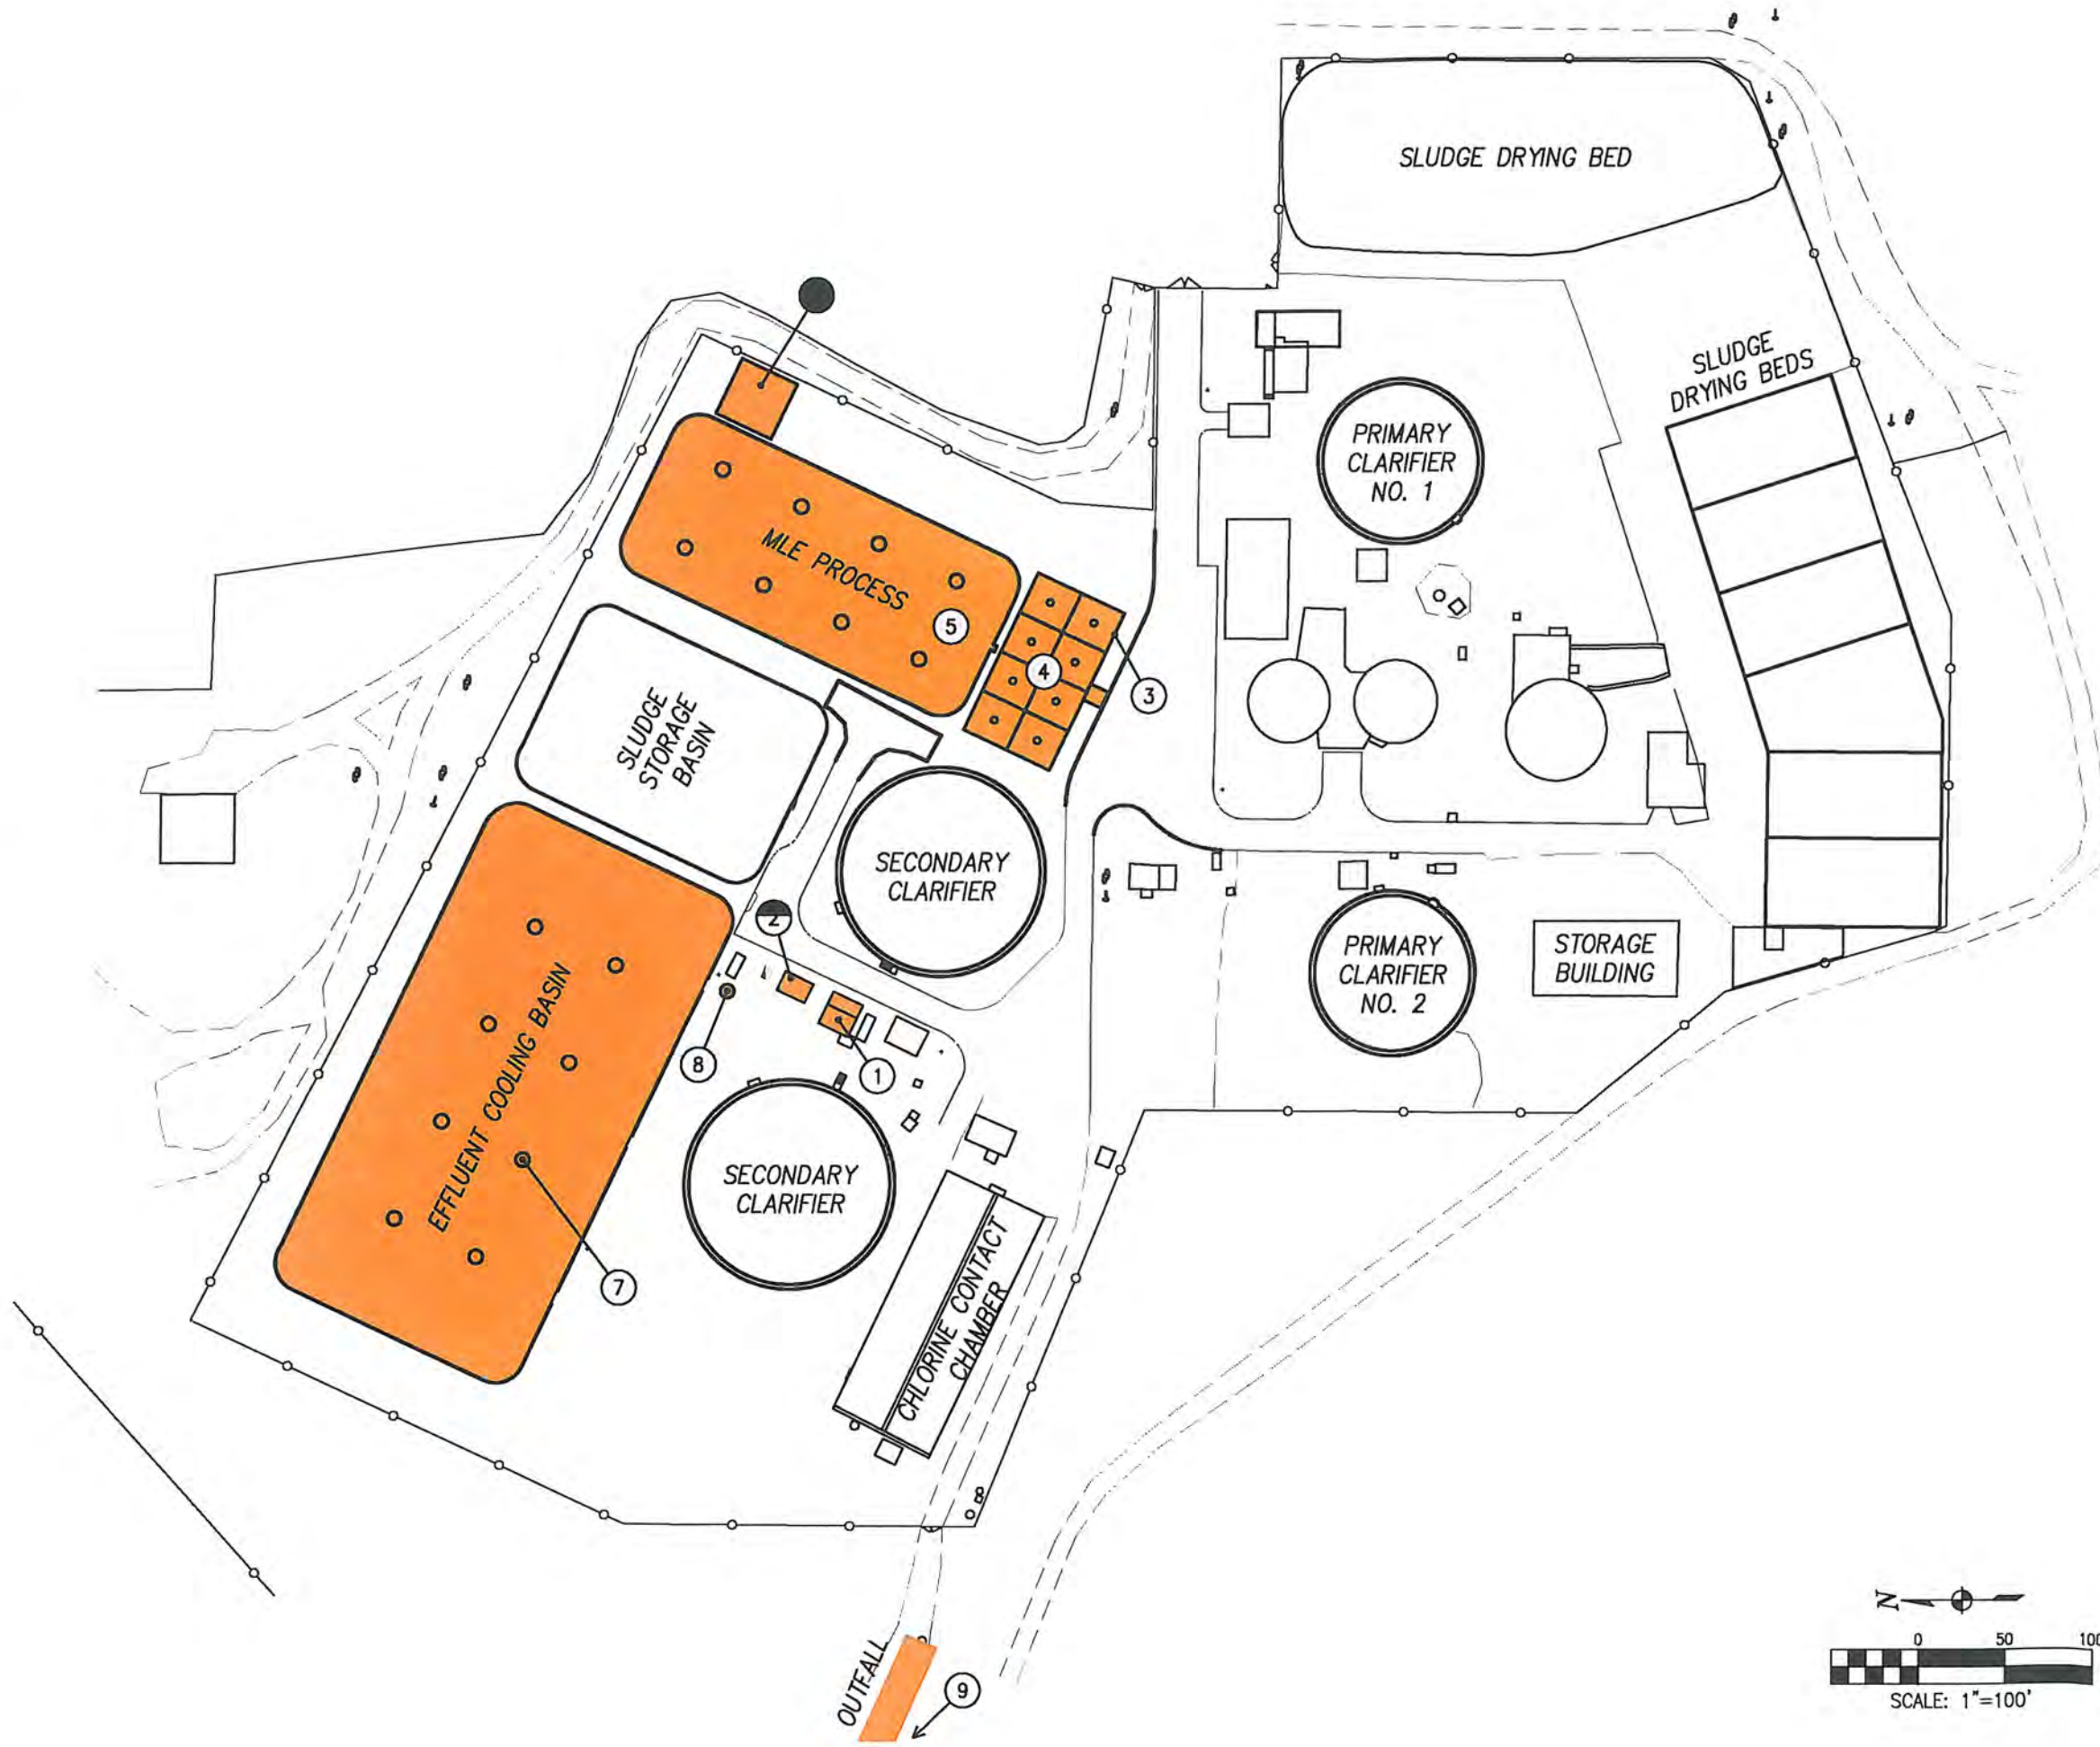 SLUDGE DRYING BED
SLUDGE
DRYING BEDS
PRIMARY
CLARIFIER
NO. 1
MLE PROCESS
5
4
3
SLUDGE
STORAGE
BASIN
SECONDARY
CLARIFIER
2
PRIMARY
CLARIFIER
NO. 2
STORAGE
BUILDING
EFFLUENT COOLING BASIN
8
1
SECONDARY
CLARIFIER
7
CHLORINE CONTACT
CHAMBER
OUTFALL
9
N
0 50 100
SCALE: 1"=100'